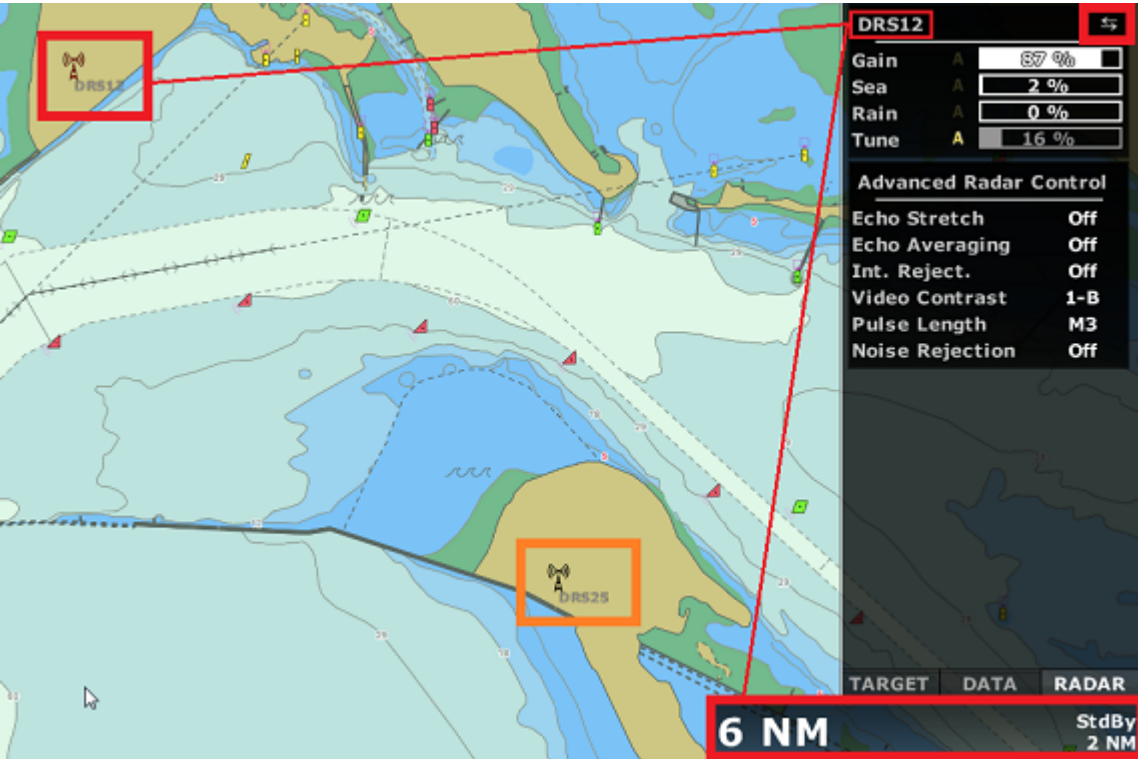 DRS12
⇆
Gain A 87 %
Sea A 2 %
Rain A 0 %
Tune A 16 %
Advanced Radar Control
Echo Stretch Off
Echo Averaging Off
Int. Reject. Off
Video Contrast 1-B
Pulse Length M3
Noise Rejection Off
DRS12
DRS25
TARGET DATA RADAR
6 NM
StdBy
2 NM